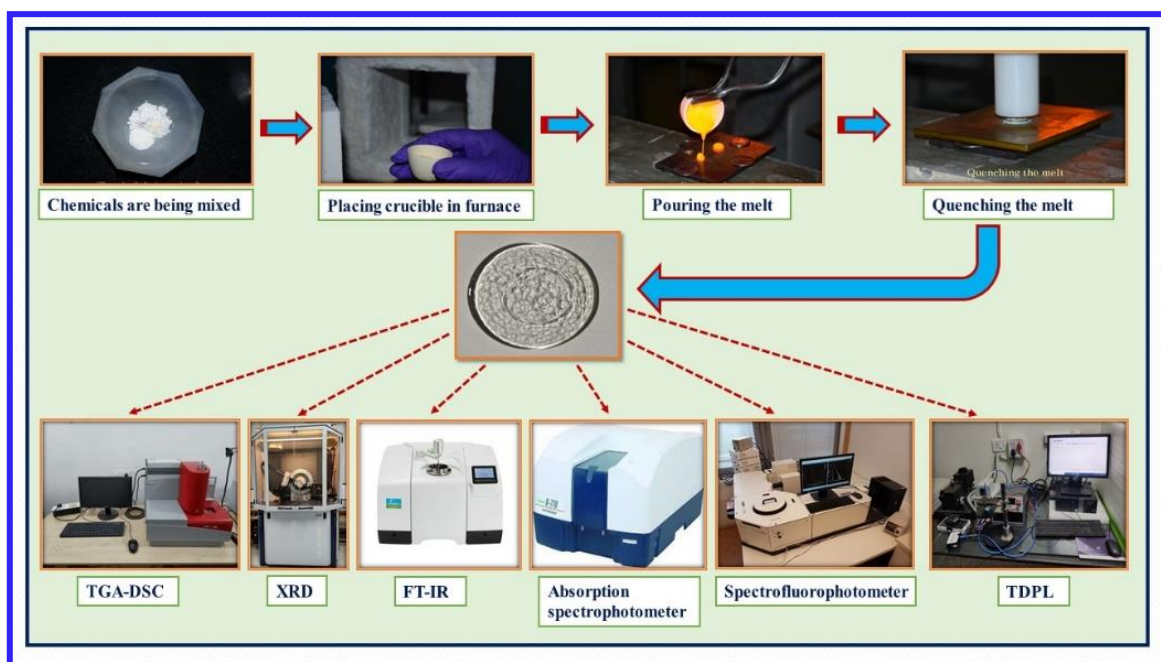 Quenching the melt
Chemicals are being mixed
Placing crucible in furnace
Pouring the melt
Quenching the melt
V-770
TGA-DSC
XRD
FT-IR
Absorption
spectrophotometer
Spectrofluorophotometer
TDPL